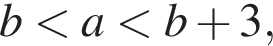 b < a < b + 3,